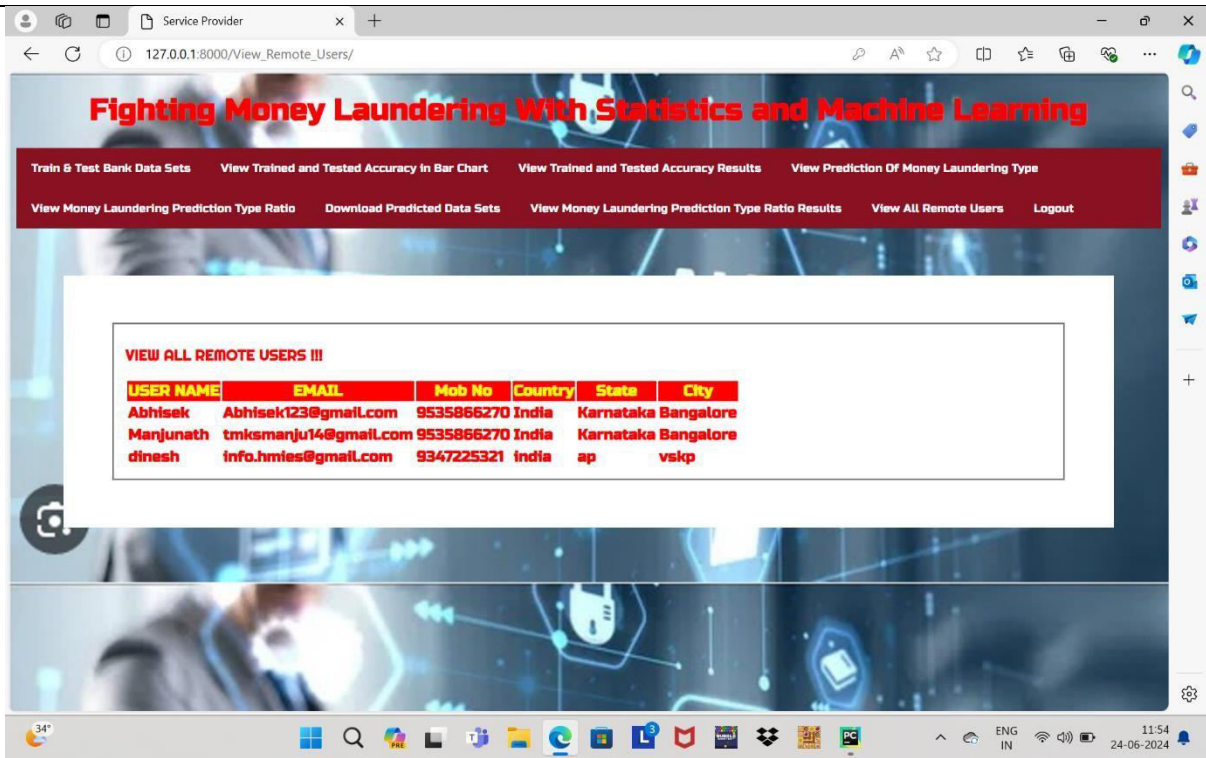 Service Provider
127.0.0.1:8000/View_Remote_Users/
Fighting Money Laundering With Statistics and Machine Learning
Train & Test Bank Data Sets View Trained and Tested Accuracy in Bar Chart View Trained and Tested Accuracy Results View Prediction Of Money Laundering Type
View Money Laundering Prediction Type Ratio Download Predicted Data Sets View Money Laundering Prediction Type Ratio Results View All Remote Users Logout
VIEW ALL REMOTE USERS !!!
USER NAME EMAIL Mob No Country State City
Abhisek Abhisek123@gmail.com 9535866270 India Karnataka Bangalore
Manjunath tmksmanju14@gmail.com 9535866270 India Karnataka Bangalore
dinesh info.hmies@gmail.com 9347225321 india ap vskp
34°
PRE
L 3
PC
ENG 11:54
IN 24-06-2024